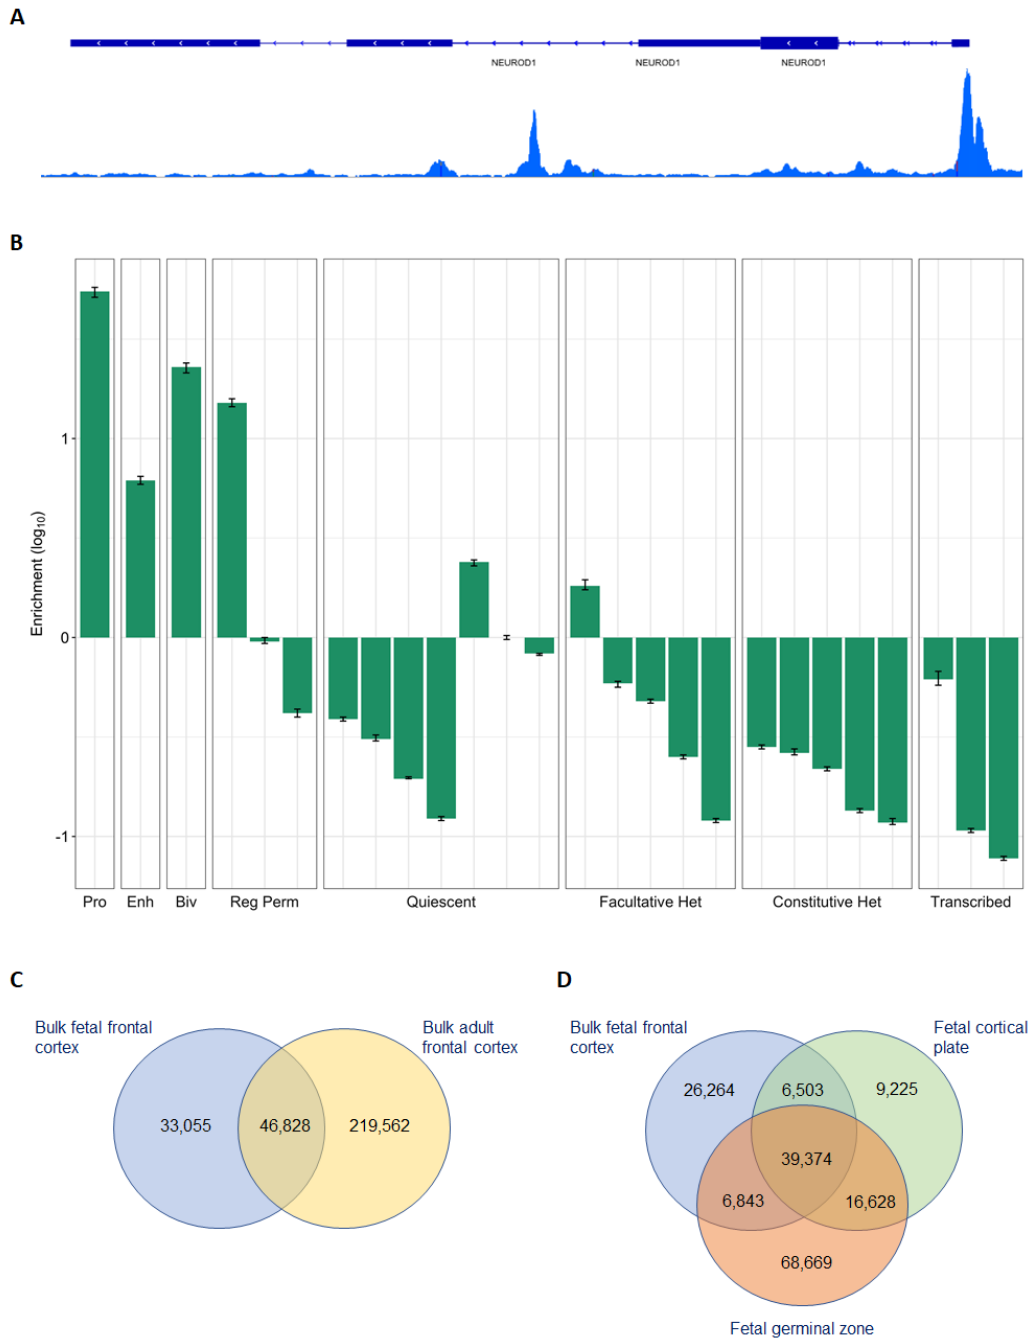 A
NEUROD1 NEUROD1 NEUROD1
B
Enrichment (log10)
1
0
-1
Pro Enh Biv Reg Perm Quiescent Facultative Het Constitutive Het Transcribed
C
Bulk fetal frontal
cortex
Bulk adult
frontal cortex
33,055 46,828 219,562
D
Bulk fetal frontal
cortex
Fetal cortical
plate
26,264 6,503 9,225
39,374
6,843 16,628
68,669
Fetal germinal zone